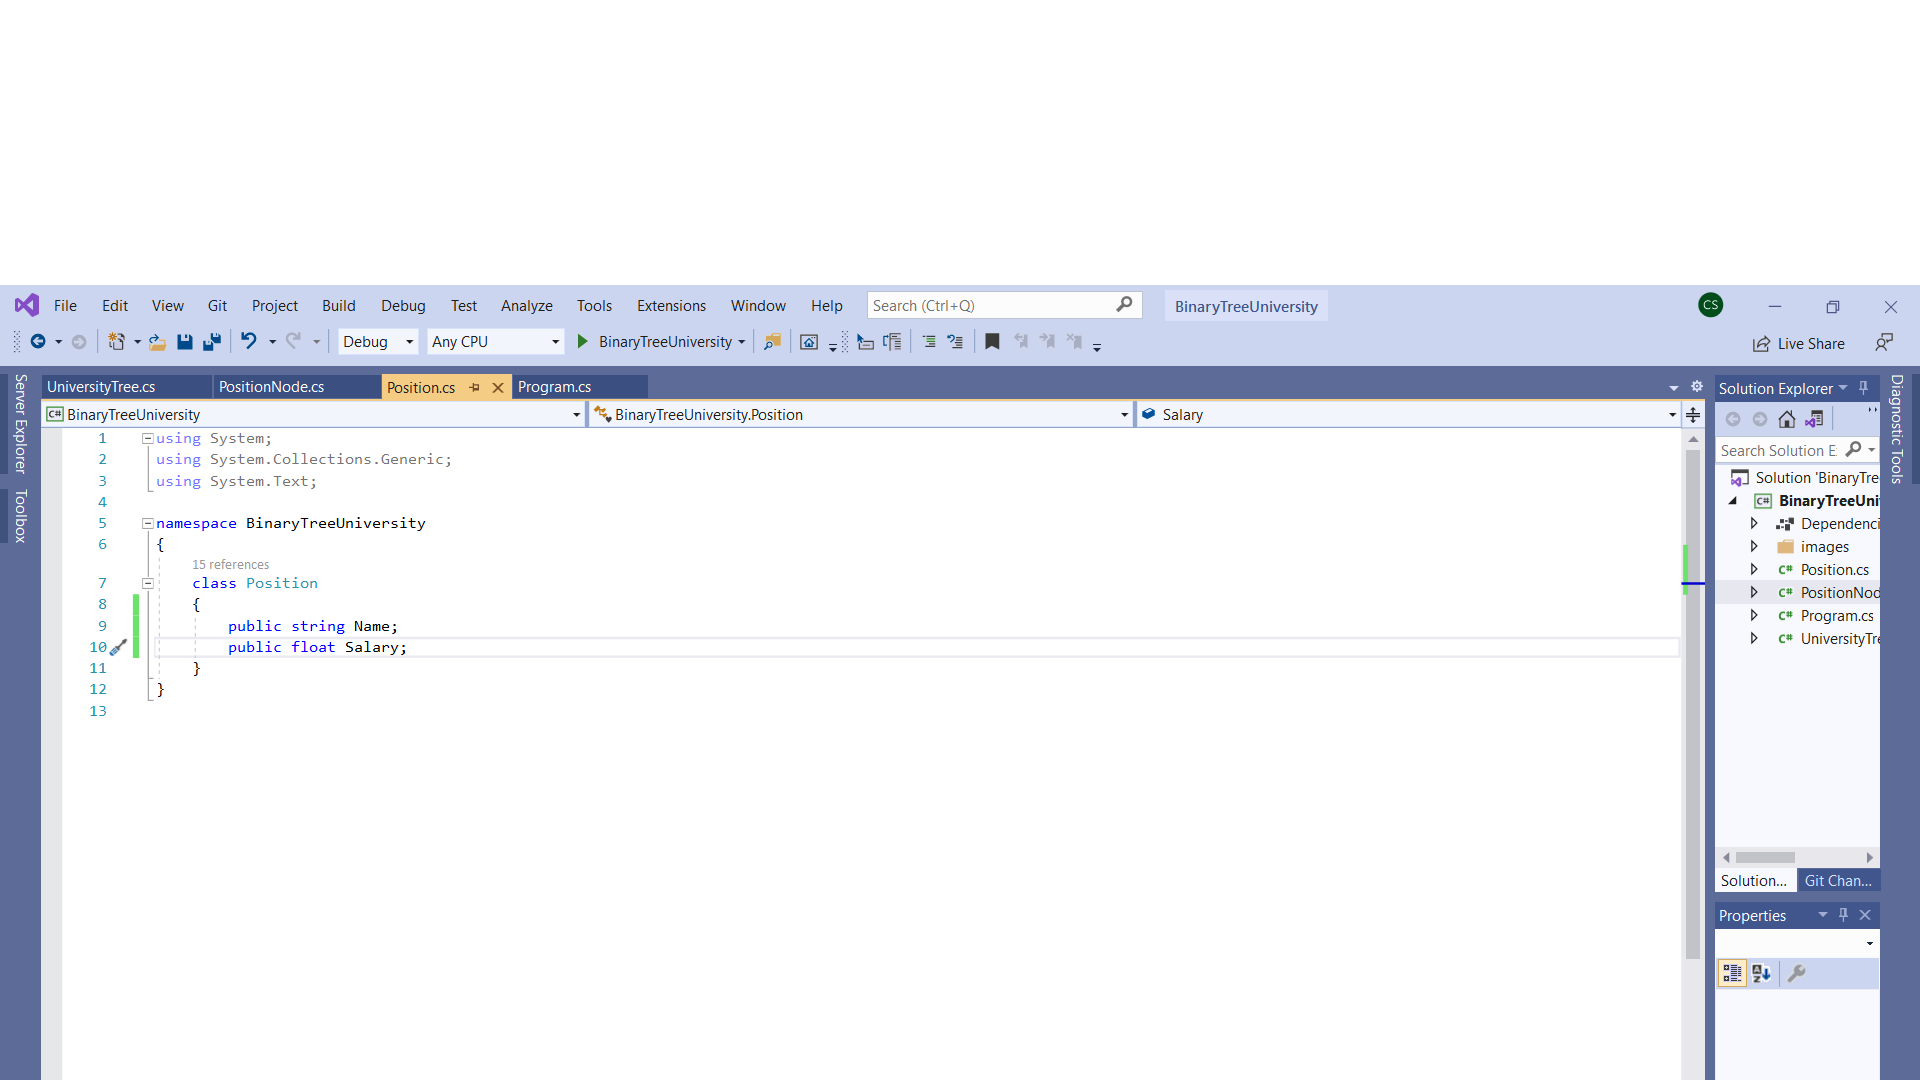 File Edit View Git Project Build Debug Test Analyze Tools Extensions Window Help Search (Ctrl+Q) BinaryTreeUniversity CS
Debug Any CPU BinaryTreeUniversity Live Share
Server Explorer
Toolbox
UniversityTree.cs PositionNode.cs Position.cs Program.cs
C# BinaryTreeUniversity BinaryTreeUniversity.Position Salary
1 using System;
2 using System.Collections.Generic;
3 using System.Text;
4
5 namespace BinaryTreeUniversity
6 {
15 references
7 class Position
8 {
9 public string Name;
10 public float Salary;
11 }
12 }
13
Solution Explorer
Search Solution E
Solution 'BinaryTre
C# BinaryTreeUni
Dependenci
images
C# Position.cs
C# PositionNod
C# Program.cs
C# UniversityTre
Solution... Git Chan...
Properties
Diagnostic Tools